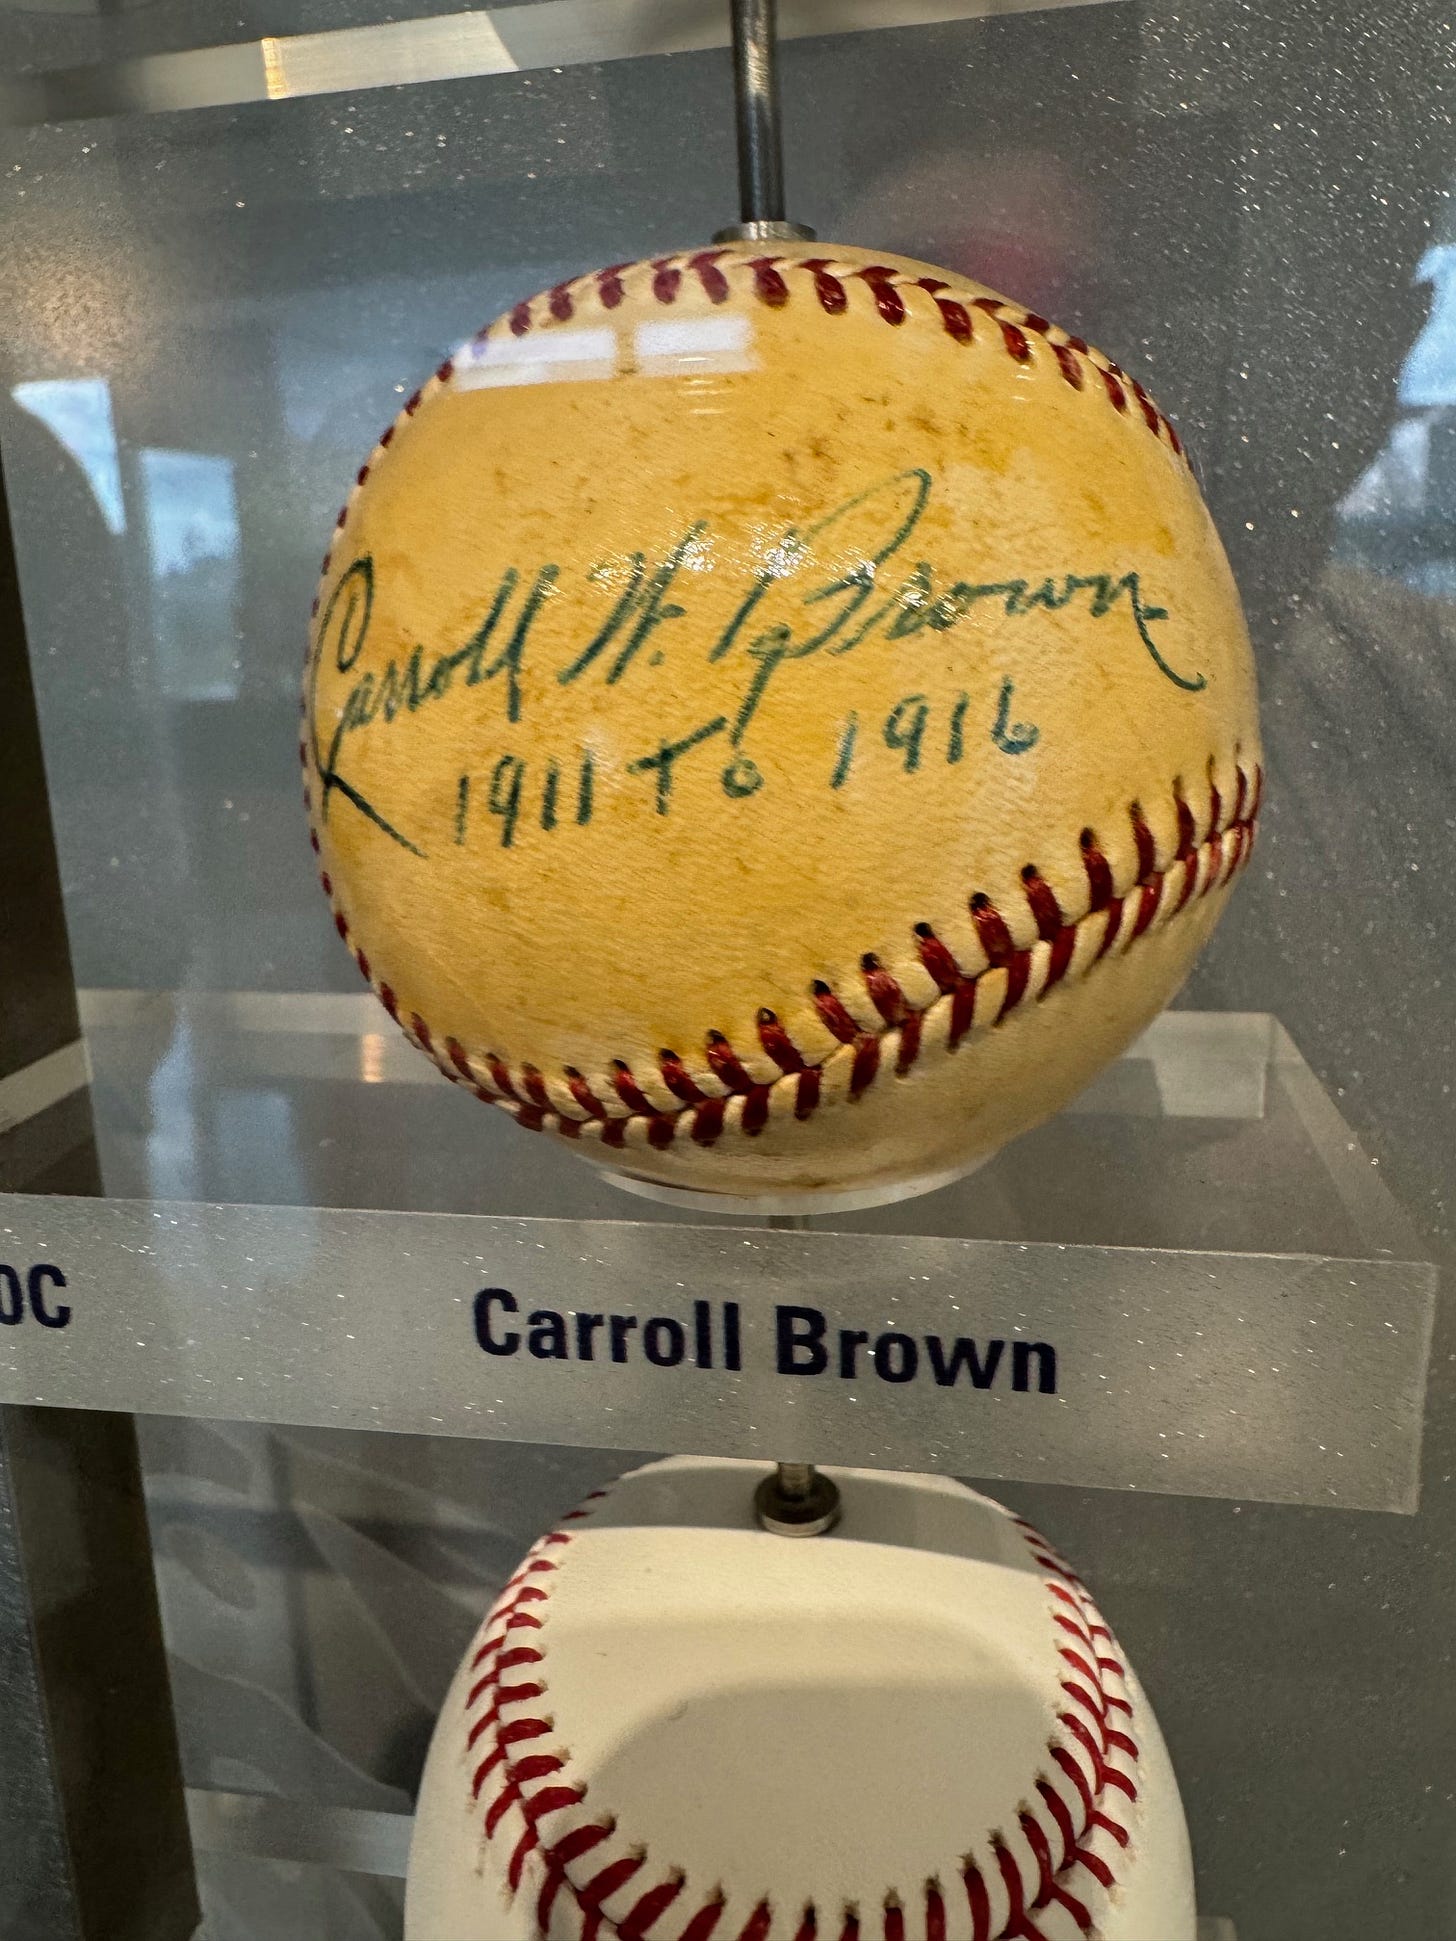 Carroll W. Brown
1911 To 1916
OC
Carroll Brown